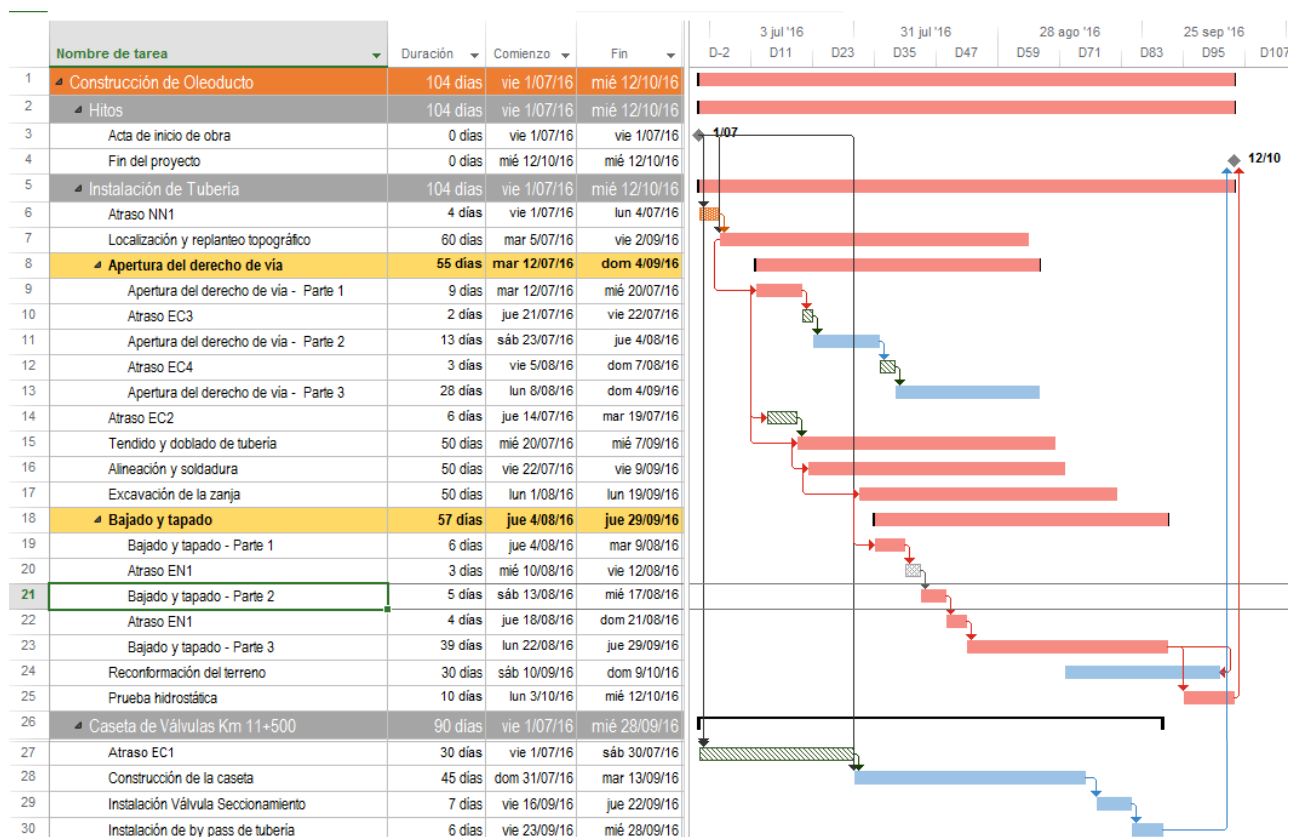 3 jul '16 31 jul '16 28 ago '16 25 sep '16
Nombre de tarea Duración Comienzo Fin D-2 D11 D23 D35 D47 D59 D71 D83 D95 D107
1 Construcción de Oleoducto 104 días vie 1/07/16 mié 12/10/16
2 Hitos 104 días vie 1/07/16 mié 12/10/16
3 Acta de inicio de obra 0 días vie 1/07/16 vie 1/07/16 1/07
4 Fin del proyecto 0 días mié 12/10/16 mié 12/10/16 12/10
5 Instalación de Tubería 104 días vie 1/07/16 mié 12/10/16
6 Atraso NN1 4 días vie 1/07/16 lun 4/07/16
7 Localización y replanteo topográfico 60 días mar 5/07/16 vie 2/09/16
8 Apertura del derecho de vía 55 días mar 12/07/16 dom 4/09/16
9 Apertura del derecho de vía - Parte 1 9 días mar 12/07/16 mié 20/07/16
10 Atraso EC3 2 días jue 21/07/16 vie 22/07/16
11 Apertura del derecho de vía - Parte 2 13 días sáb 23/07/16 jue 4/08/16
12 Atraso EC4 3 días vie 5/08/16 dom 7/08/16
13 Apertura del derecho de vía - Parte 3 28 días lun 8/08/16 dom 4/09/16
14 Atraso EC2 6 días jue 14/07/16 mar 19/07/16
15 Tendido y doblado de tubería 50 días mié 20/07/16 mié 7/09/16
16 Alineación y soldadura 50 días vie 22/07/16 vie 9/09/16
17 Excavación de la zanja 50 días lun 1/08/16 lun 19/09/16
18 Bajado y tapado 57 días jue 4/08/16 jue 29/09/16
19 Bajado y tapado - Parte 1 6 días jue 4/08/16 mar 9/08/16
20 Atraso EN1 3 días mié 10/08/16 vie 12/08/16
21 Bajado y tapado - Parte 2 5 días sáb 13/08/16 mié 17/08/16
22 Atraso EN1 4 días jue 18/08/16 dom 21/08/16
23 Bajado y tapado - Parte 3 39 días lun 22/08/16 jue 29/09/16
24 Reconformación del terreno 30 días sáb 10/09/16 dom 9/10/16
25 Prueba hidrostática 10 días lun 3/10/16 mié 12/10/16
26 Caseta de Válvulas Km 11+500 90 días vie 1/07/16 mié 28/09/16
27 Atraso EC1 30 días vie 1/07/16 sáb 30/07/16
28 Construcción de la caseta 45 días dom 31/07/16 mar 13/09/16
29 Instalación Válvula Seccionamiento 7 días vie 16/09/16 jue 22/09/16
30 Instalación de by pass de tubería 6 días vie 23/09/16 mié 28/09/16